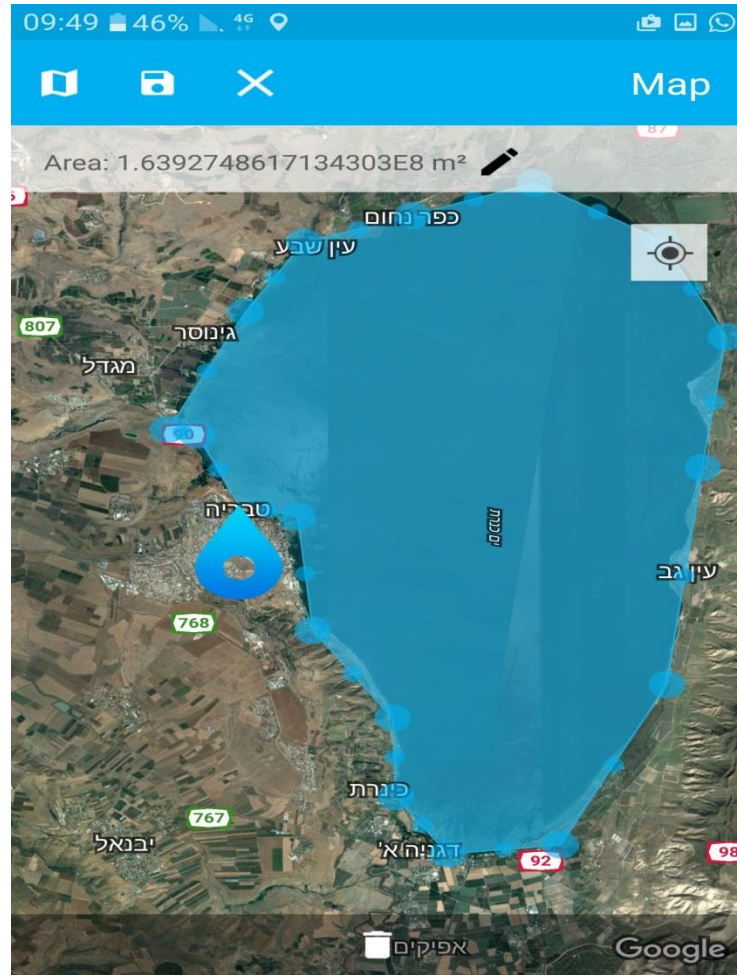 09:49 46% 4G
Map
87
Area: 1.6392748617134303E8 m²
כפר נחום
עין שבע
807
גינוסר
מגדל
90
טבריה
ים כנרת
עין גב
768
כינרת
767
יבנאל
דגניה א'
92
98
אפיקים
Google